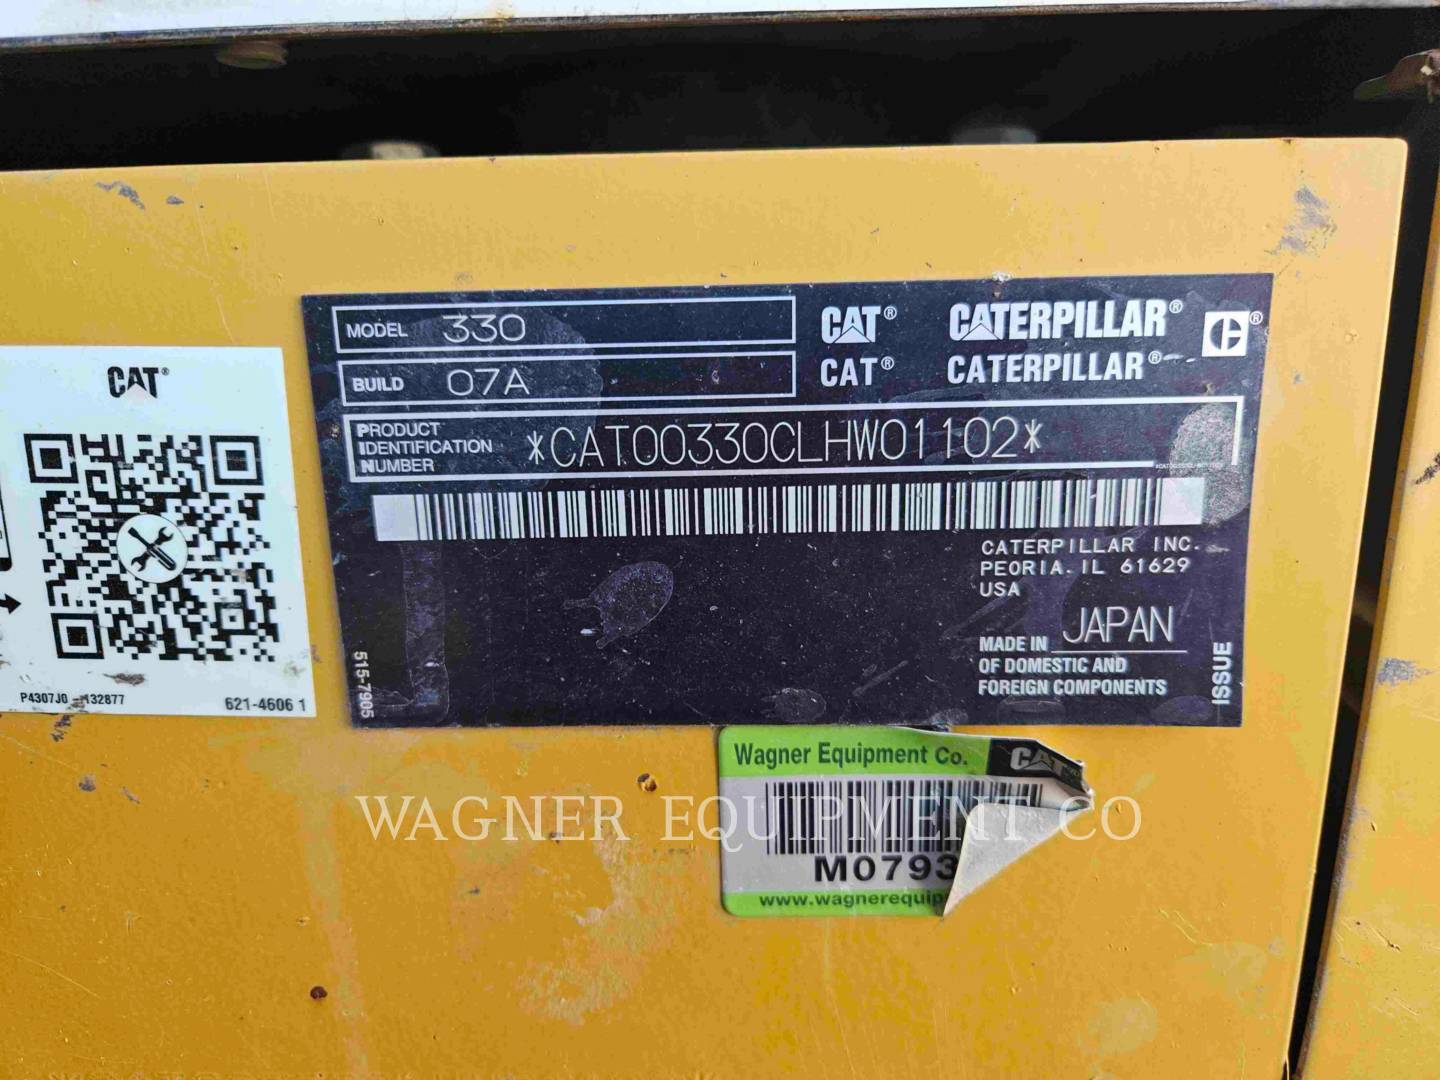 CAT®
P4307J0 132877
621-4606 1
MODEL 330
BUILD 07A
CAT® CATERPILLAR® ®
CAT® CATERPILLAR®
PRODUCT
IDENTIFICATION
NUMBER
*CAT00330CLHW01102*
CATERPILLAR INC.
PEORIA, IL 61629
USA
MADE IN JAPAN
OF DOMESTIC AND
FOREIGN COMPONENTS
ISSUE
515-7905
Wagner Equipment Co. CAT
WAGNER EQUIPMENT CO
M0793
www.wagnerequip